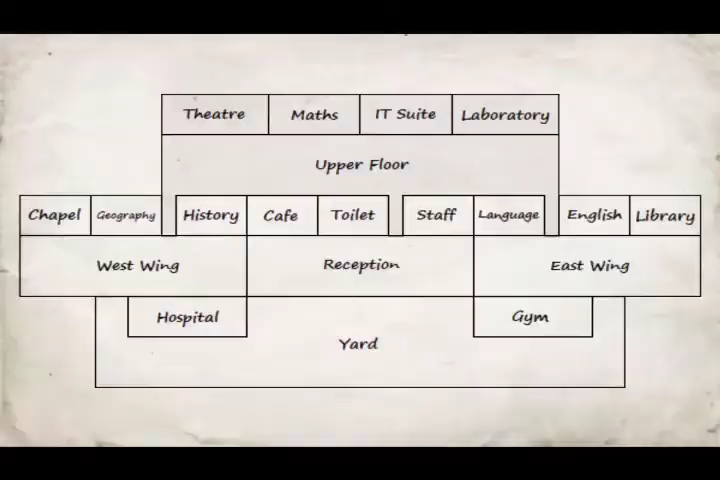 Theatre
Maths
IT Suite
Laboratory
Upper Floor
Chapel
Geography
History
Cafe
Toilet
Staff
Language
English
Library
West Wing
Reception
East Wing
Hospital
Gym
Yard